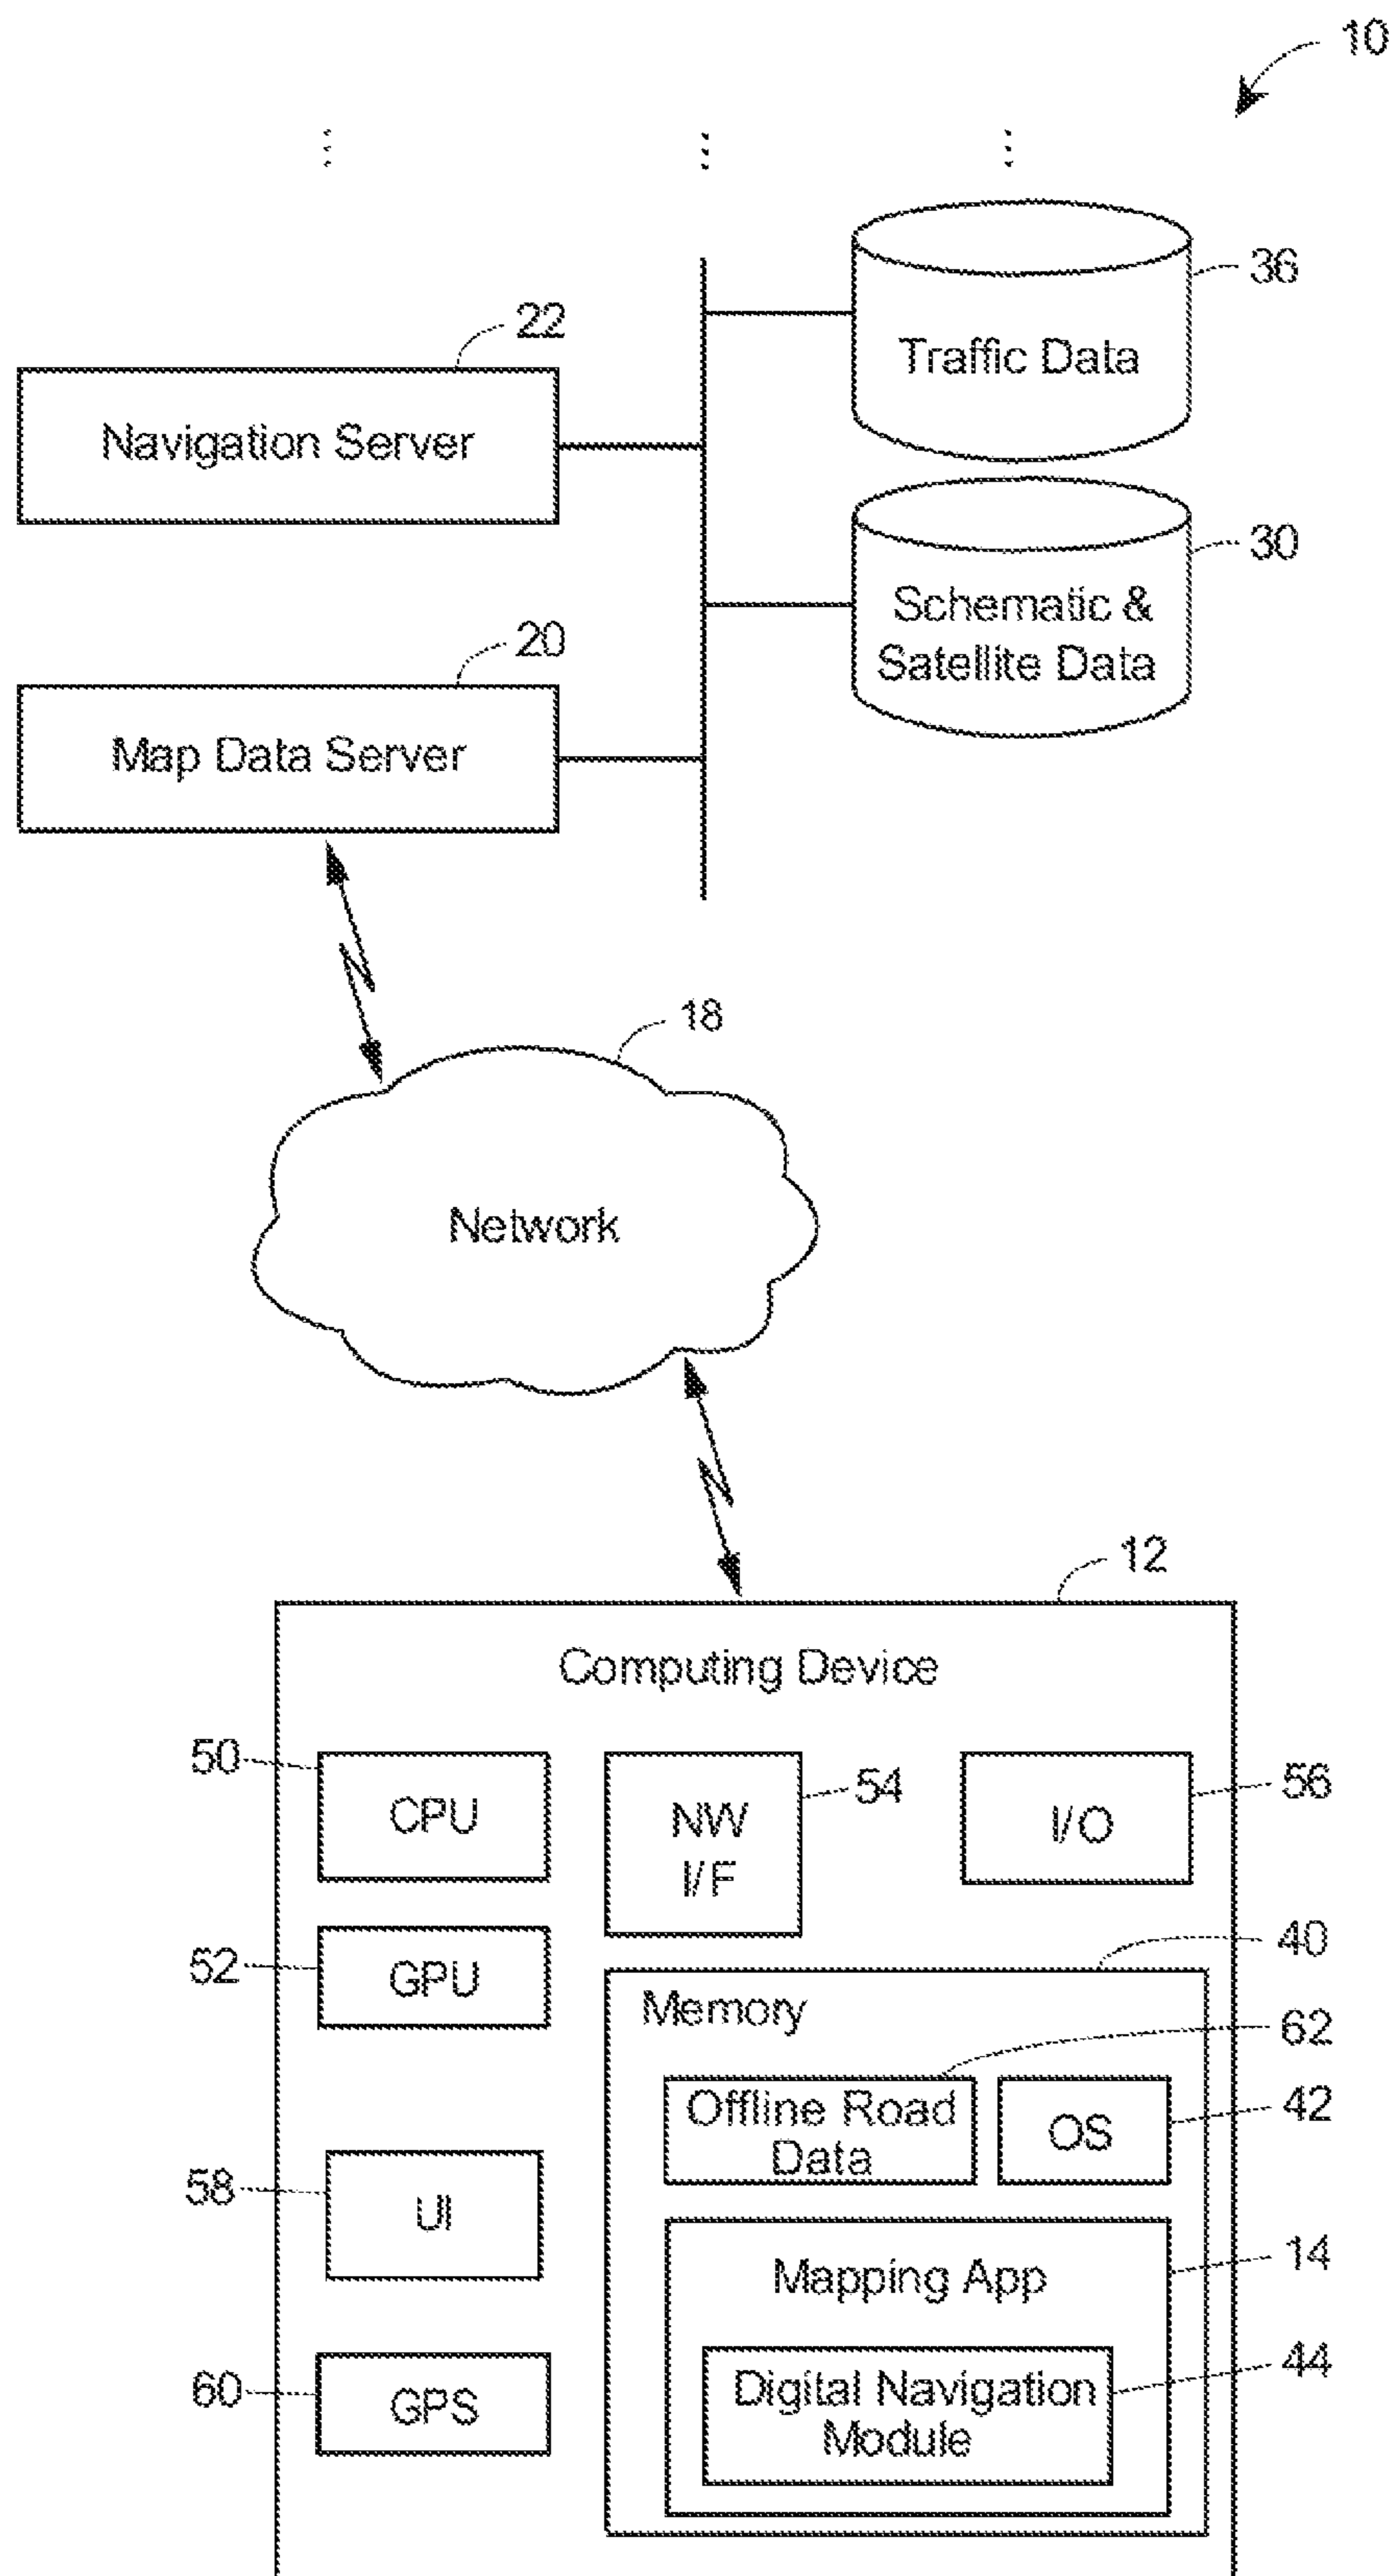 10
36
Traffic Data
22
Navigation Server
30
Schematic &
Satellite Data
20
Map Data Server
18
Network
12
Computing Device
50
CPU
NW
I/F
54
I/O
56
52
GPU
40
Memory
62
Offline Road
Data
OS
42
58
UI
Mapping App
14
Digital Navigation
Module
44
60
GPS